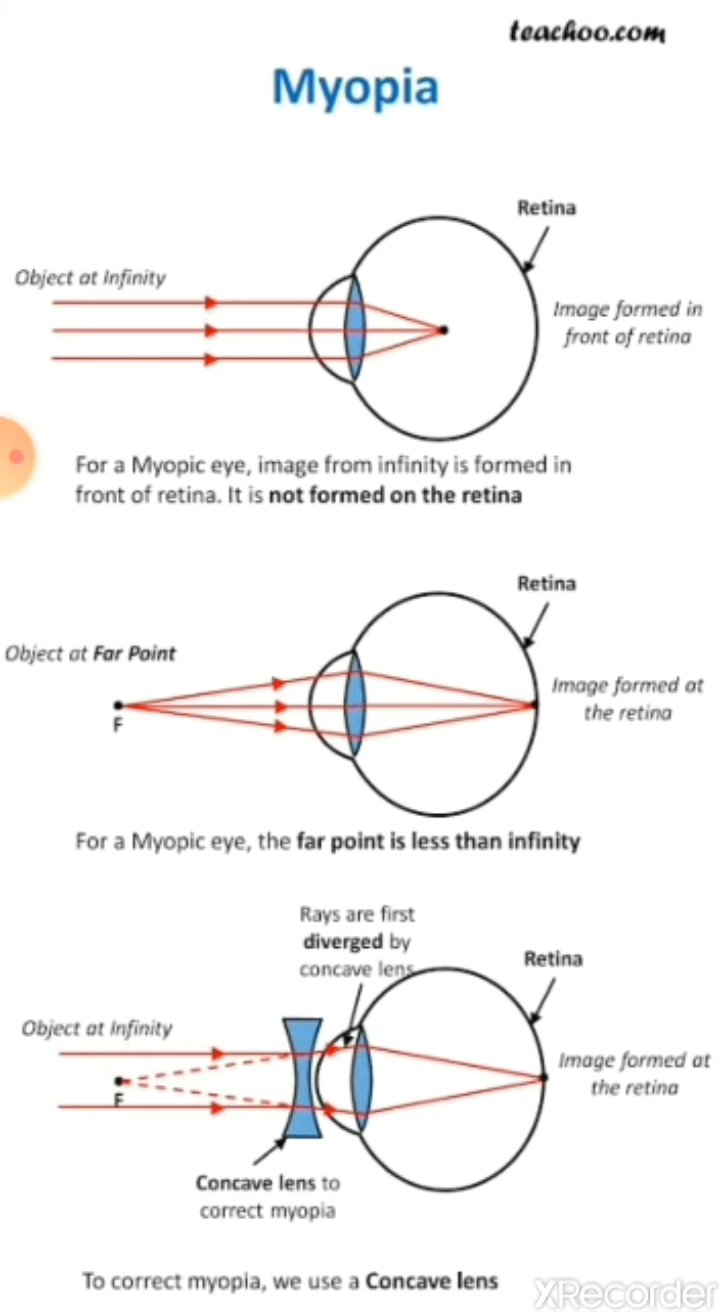 teachoo.com
Myopia
Retina
Object at Infinity
Image formed in
front of retina
For a Myopic eye, image from infinity is formed in
front of retina. It is not formed on the retina
Retina
Object at Far Point
Image formed at
the retina
F
For a Myopic eye, the far point is less than infinity
Rays are first
diverged by
concave lens
Retina
Object at Infinity
Image formed at
the retina
F
Concave lens to
correct myopia
To correct myopia, we use a Concave lens
XRecorder